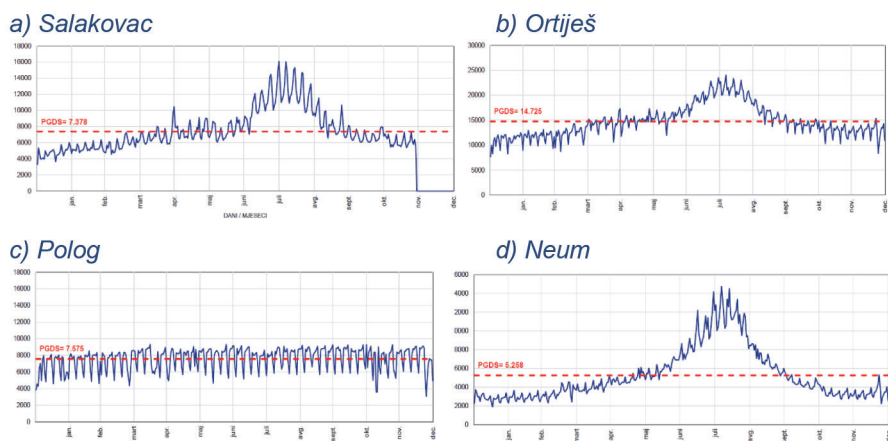 a) Salakovac
18000
16000
14000
12000
10000
8000
6000
4000
2000
0
PGDS= 7.378
jan.
feb.
mart
apr.
maj
juni
juli
avg.
sept.
okt.
nov.
dec.
DANI / MJESECI
b) Ortiješ
30000
25000
20000
15000
10000
5000
0
PGDS= 14.725
jan.
feb.
mart
apr.
maj
juni
juli
avg.
sept.
okt.
nov.
dec.
c) Polog
18000
16000
14000
12000
10000
8000
6000
4000
2000
0
PGDS= 7.575
jan.
feb.
mart
apr.
maj
juni
juli
avg.
sept.
okt.
nov.
dec.
d) Neum
6000
4000
2000
0000
8000
6000
4000
2000
0
PGDS= 5.258
jan.
feb.
mart
apr.
maj
juni
juli
avg.
sept.
okt.
nov.
dec.